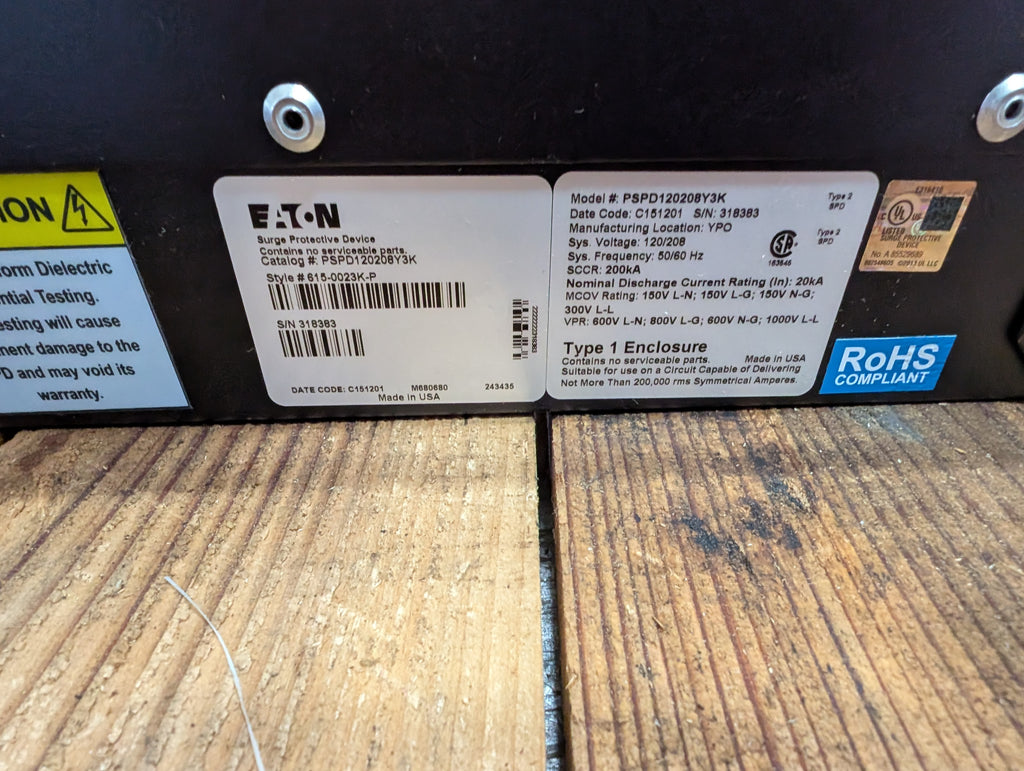 ION
form Dielectric
ntial Testing.
esting will cause
nent damage to the
PD and may void its
warranty.
EATON
Surge Protective Device
Contains no serviceable parts.
Catalog #: PSPD120208Y3K
Style # 615-0023K-P
S/N 318383
DATE CODE: C151201 M680680 243435
Made in USA
Model #: PSPD120208Y3K
Date Code: C151201 S/N: 318383
Manufacturing Location: YPO
Sys. Voltage: 120/208
Sys. Frequency: 50/60 Hz
SCCR: 200kA
Nominal Discharge Current Rating (In): 20kA
MCOV Rating: 150V L-N; 150V L-G; 150V N-G;
300V L-L
VPR: 600V L-N; 800V L-G; 600V N-G; 1000V L-L
Type 1 Enclosure
Contains no serviceable parts. Made in USA
Suitable for use on a Circuit Capable of Delivering
Not More Than 200,000 rms Symmetrical Amperes.
Type 2
SPD
Type 2
SPD
163645
C UL US
LISTED
SURGE PROTECTIVE
DEVICE
RoHS
COMPLIANT